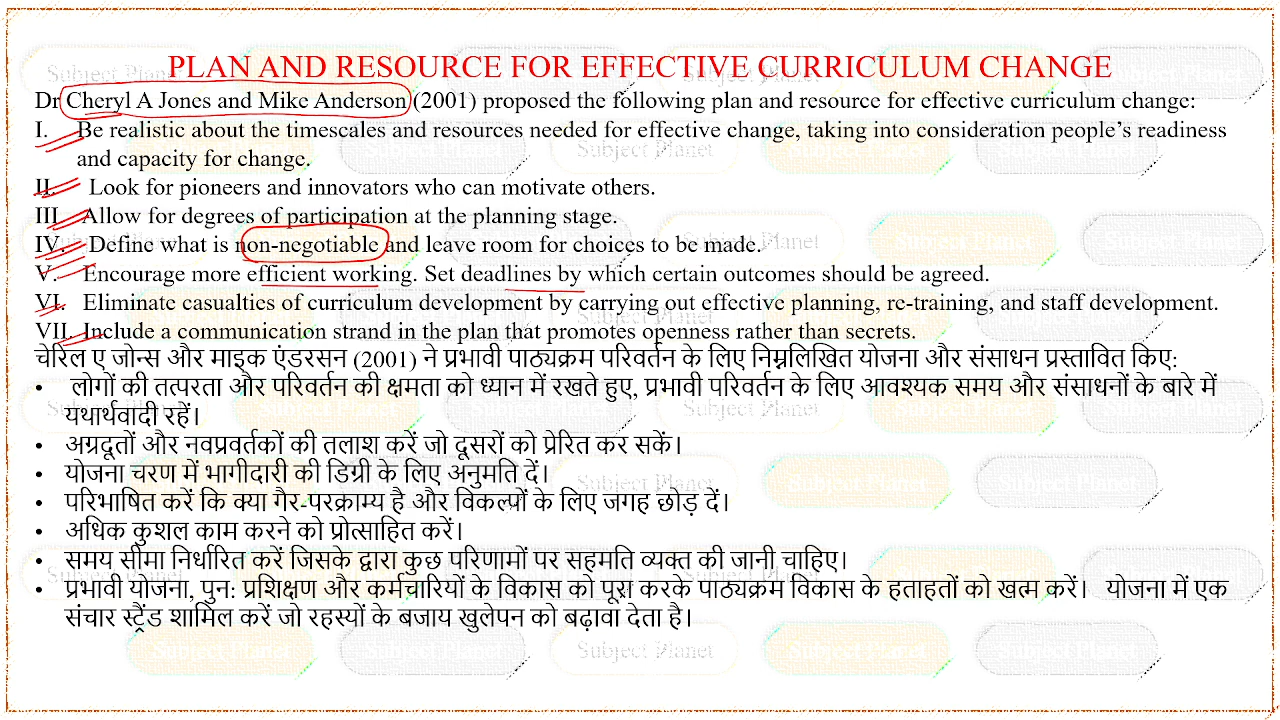 PLAN AND RESOURCE FOR EFFECTIVE CURRICULUM CHANGE
Dr Cheryl A Jones and Mike Anderson (2001) proposed the following plan and resource for effective curriculum change:
I. Be realistic about the timescales and resources needed for effective change, taking into consideration people's readiness
and capacity for change.
II. Look for pioneers and innovators who can motivate others.
III. Allow for degrees of participation at the planning stage.
IV. Define what is non-negotiable and leave room for choices to be made.
V. Encourage more efficient working. Set deadlines by which certain outcomes should be agreed.
VI. Eliminate casualties of curriculum development by carrying out effective planning, re-training, and staff development.
VII. Include a communication strand in the plan that promotes openness rather than secrets.
चेरिल ए जोन्स और माइक एंडरसन (2001) ने प्रभावी पाठ्यक्रम परिवर्तन के लिए निम्नलिखित योजना और संसाधन प्रस्तावित किए:
• लोगों की तत्परता और परिवर्तन की क्षमता को ध्यान में रखते हुए, प्रभावी परिवर्तन के लिए आवश्यक समय और संसाधनों के बारे में
यथार्थवादी रहें।
• अग्रदूतों और नवप्रवर्तकों की तलाश करें जो दूसरों को प्रेरित कर सकें।
• योजना चरण में भागीदारी की डिग्री के लिए अनुमति दें।
• परिभाषित करें कि क्या गैर-परक्राम्य है और विकल्पों के लिए जगह छोड़ दें।
• अधिक कुशल काम करने को प्रोत्साहित करें।
• समय सीमा निर्धारित करें जिसके द्वारा कुछ परिणामों पर सहमति व्यक्त की जानी चाहिए।
• प्रभावी योजना, पुन: प्रशिक्षण और कर्मचारियों के विकास को पूरा करके पाठ्यक्रम विकास के हताहतों को खत्म करें। योजना में एक
संचार स्ट्रैंड शामिल करें जो रहस्यों के बजाय खुलेपन को बढ़ावा देता है।
Subject Planet Subject Planet Subject Planet